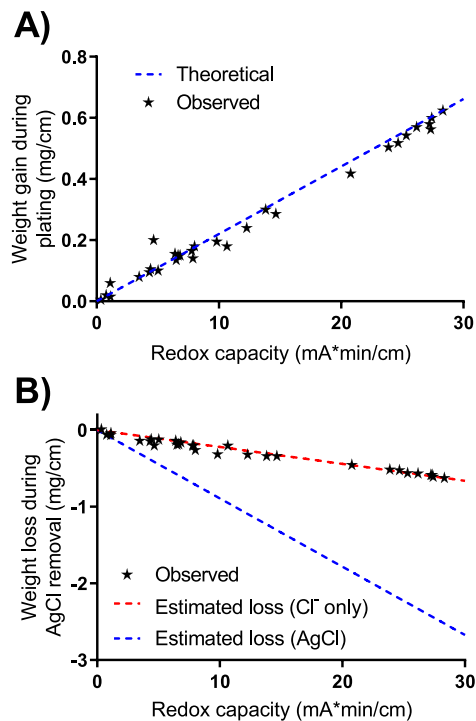 A)
Theoretical
Observed
Weight gain during
plating (mg/cm)
0.8
0.6
0.4
0.2
0.0
0
10
20
30
Redox capacity (mA*min/cm)
B)
Weight loss during
AgCl removal (mg/cm)
0
-1
-2
-3
Observed
Estimated loss (Cl⁻ only)
Estimated loss (AgCl)
0
10
20
30
Redox capacity (mA*min/cm)